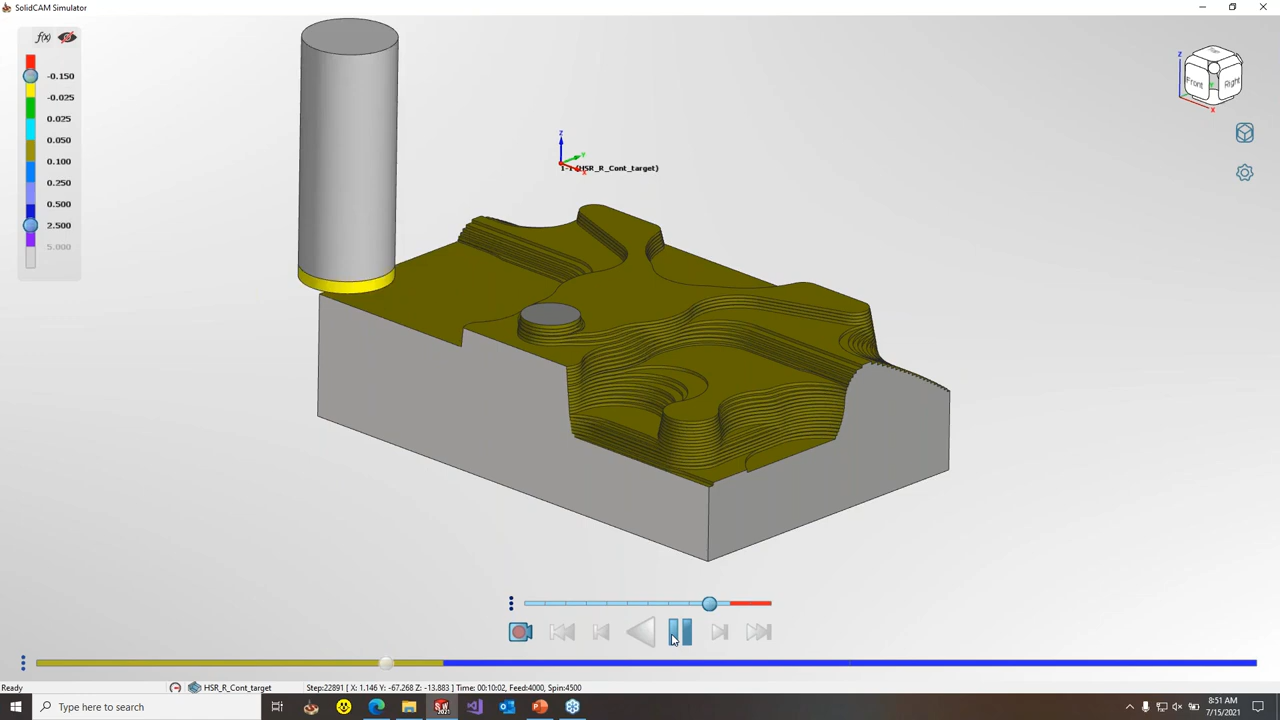 SolidCAM Simulator
f(x)
-0.150
-0.025
0.025
0.050
0.100
0.250
0.500
2.500
5.000
Z
Y
X
1-1 (HSR_R_Cont_target)
Z
Front
Right
X
Ready
HSR_R_Cont_target
Step:22891 [ X: 1.146 Y: -67.268 Z: -13.883] Time: 00:10:02, Feed:4000, Spin:4500
Type here to search
8:51 AM
7/15/2021